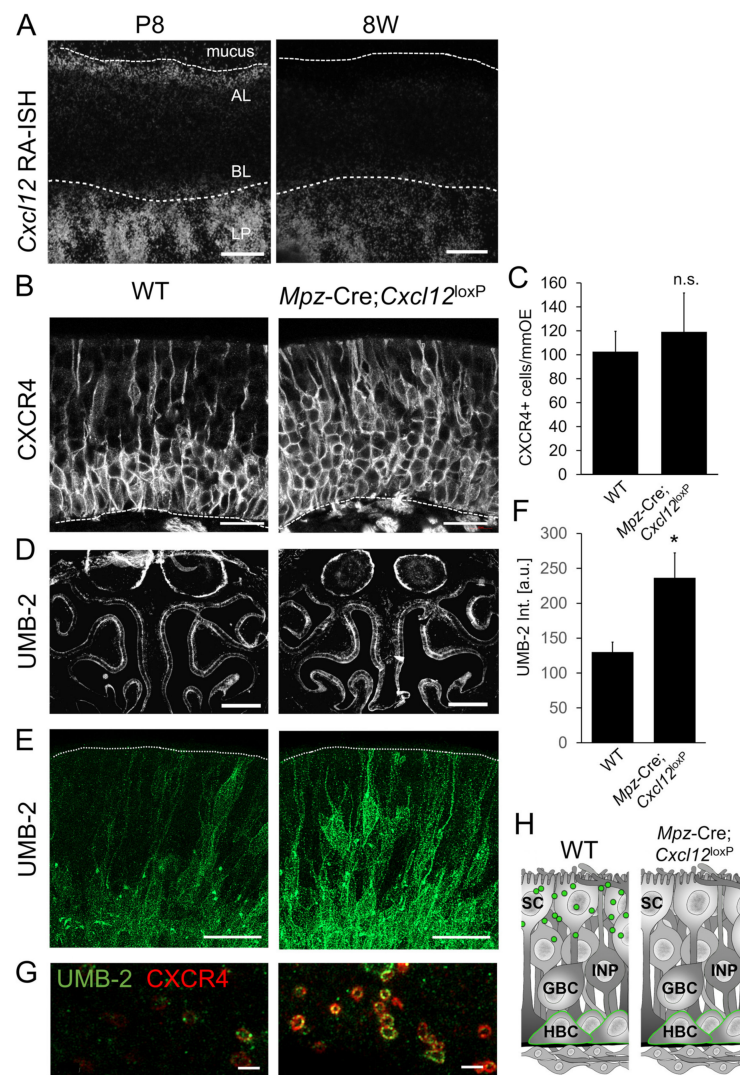 A
P8
8W
Cxcl12 RA-ISH
mucus
AL
BL
LP
B
WT
Mpz-Cre;Cxcl12loxP
CXCR4
C
CXCR4+ cells/mmOE
160
140
120
100
80
60
40
20
0
n.s.
WT
Mpz-Cre;
Cxcl12loxP
D
UMB-2
E
UMB-2
F
UMB-2 Int. [a.u.]
300
250
200
150
100
50
0
*
WT
Mpz-Cre;
Cxcl12loxP
G
UMB-2 CXCR4
H
WT
Mpz-Cre;
Cxcl12loxP
SC
INP
GBC
HBC
SC
INP
GBC
HBC